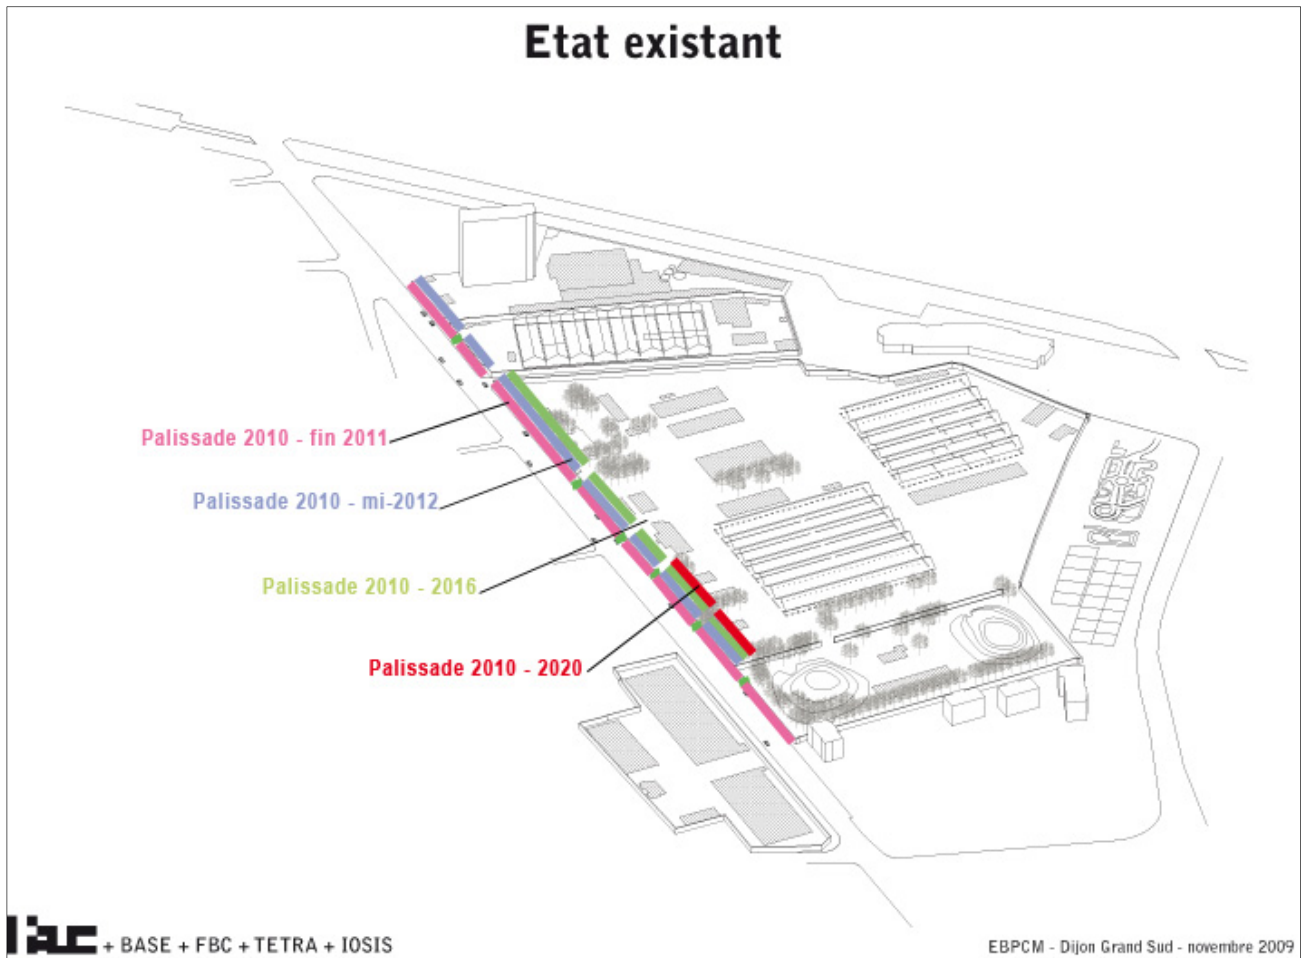 Etat existant
Palissade 2010 - fin 2011
Palissade 2010 - mi-2012
Palissade 2010 - 2016
Palissade 2010 - 2020
l'auc + BASE + FBC + TETRA + IOSIS
EBPCM - Dijon Grand Sud - novembre 2009